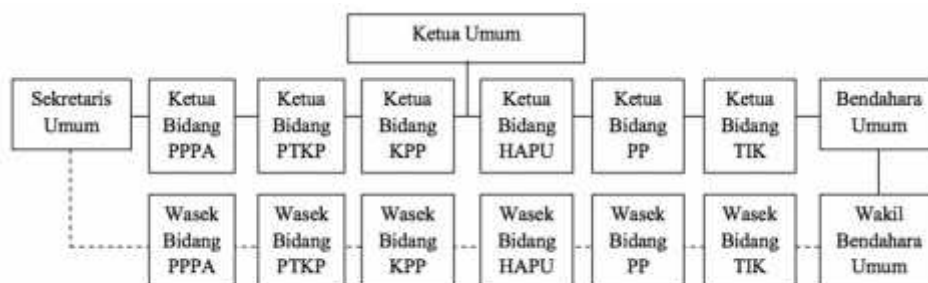 Ketua Umum
Sekretaris
Umum
Ketua
Bidang
PPPA
Ketua
Bidang
PTKP
Ketua
Bidang
KPP
Ketua
Bidang
HAPU
Ketua
Bidang
PP
Ketua
Bidang
TIK
Bendahara
Umum
Wasek
Bidang
PPPA
Wasek
Bidang
PTKP
Wasek
Bidang
KPP
Wasek
Bidang
HAPU
Wasek
Bidang
PP
Wasek
Bidang
TIK
Wakil
Bendahara
Umum